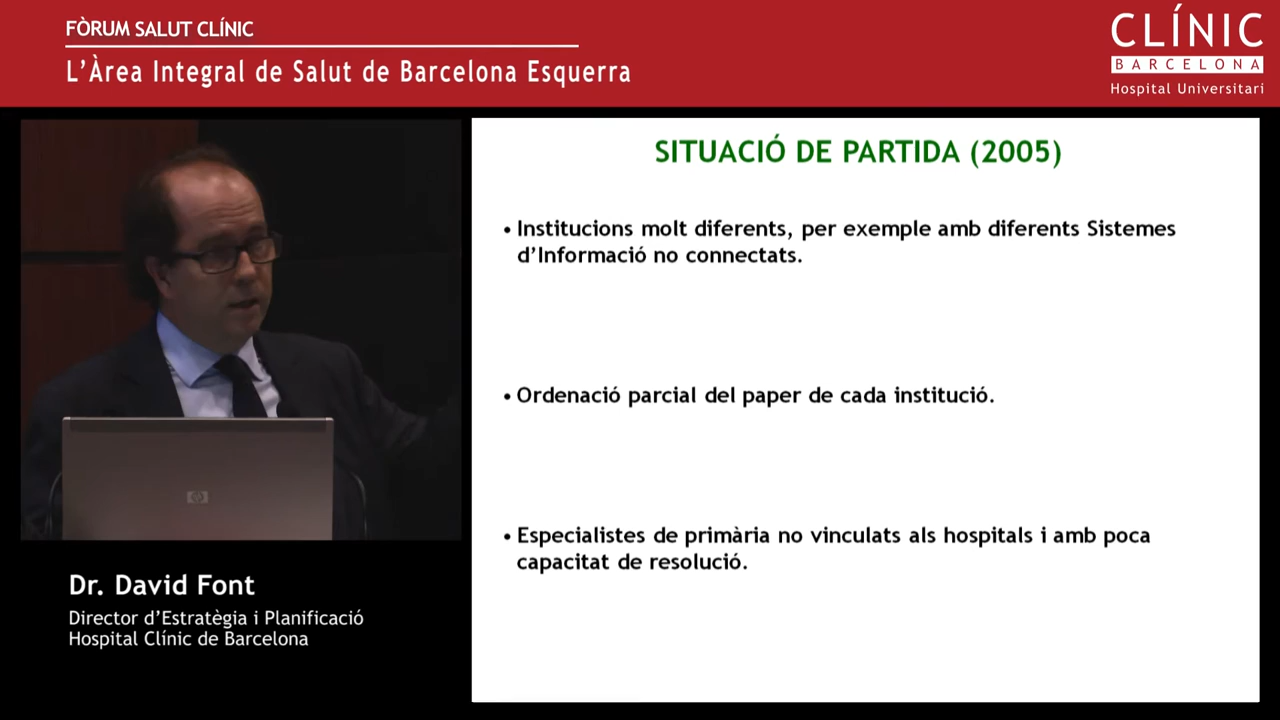 FÒRUM SALUT CLÍNIC
L'Àrea Integral de Salut de Barcelona Esquerra
CLÍNIC
BARCELONA
Hospital Universitari
SITUACIÓ DE PARTIDA (2005)
• Institucions molt diferents, per exemple amb diferents Sistemes
d'Informació no connectats.
• Ordenació parcial del paper de cada institució.
• Especialistes de primària no vinculats als hospitals i amb poca
capacitat de resolució.
hp
Dr. David Font
Director d'Estratègia i Planificació
Hospital Clínic de Barcelona